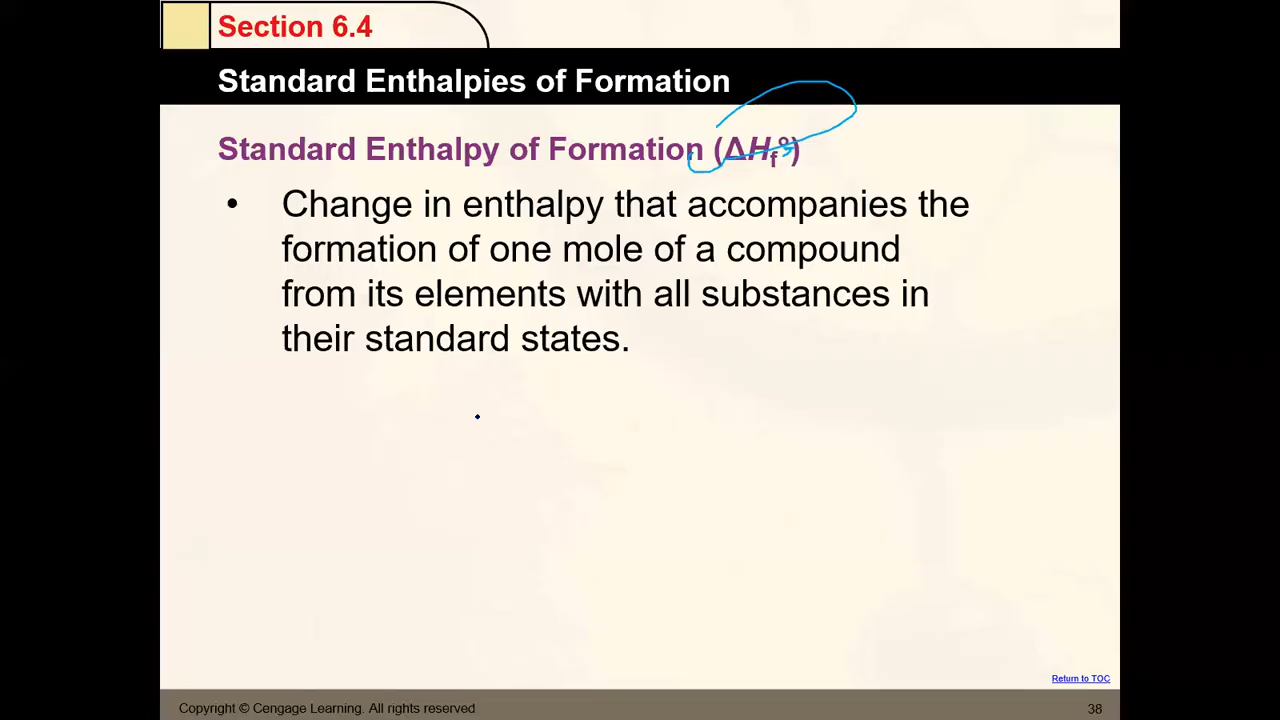 Section 6.4
Standard Enthalpies of Formation
Standard Enthalpy of Formation (ΔHf°)
• Change in enthalpy that accompanies the
formation of one mole of a compound
from its elements with all substances in
their standard states.
Return to TOC
Copyright © Cengage Learning. All rights reserved
38